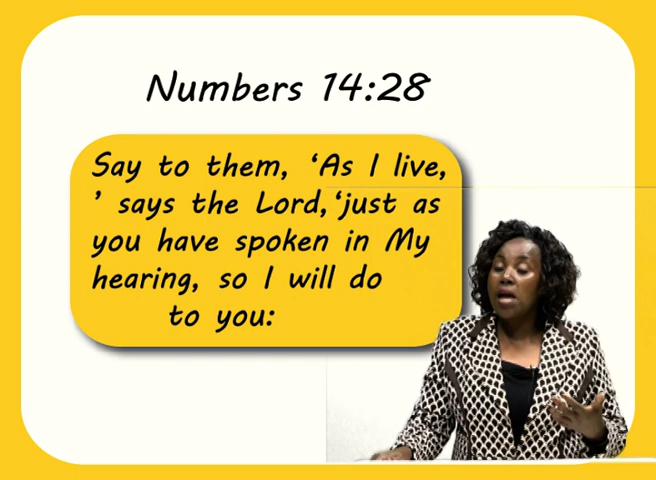 Numbers 14:28
Say to them, ‘As I live,
’ says the Lord,‘just as
you have spoken in My
hearing, so I will do
to you: